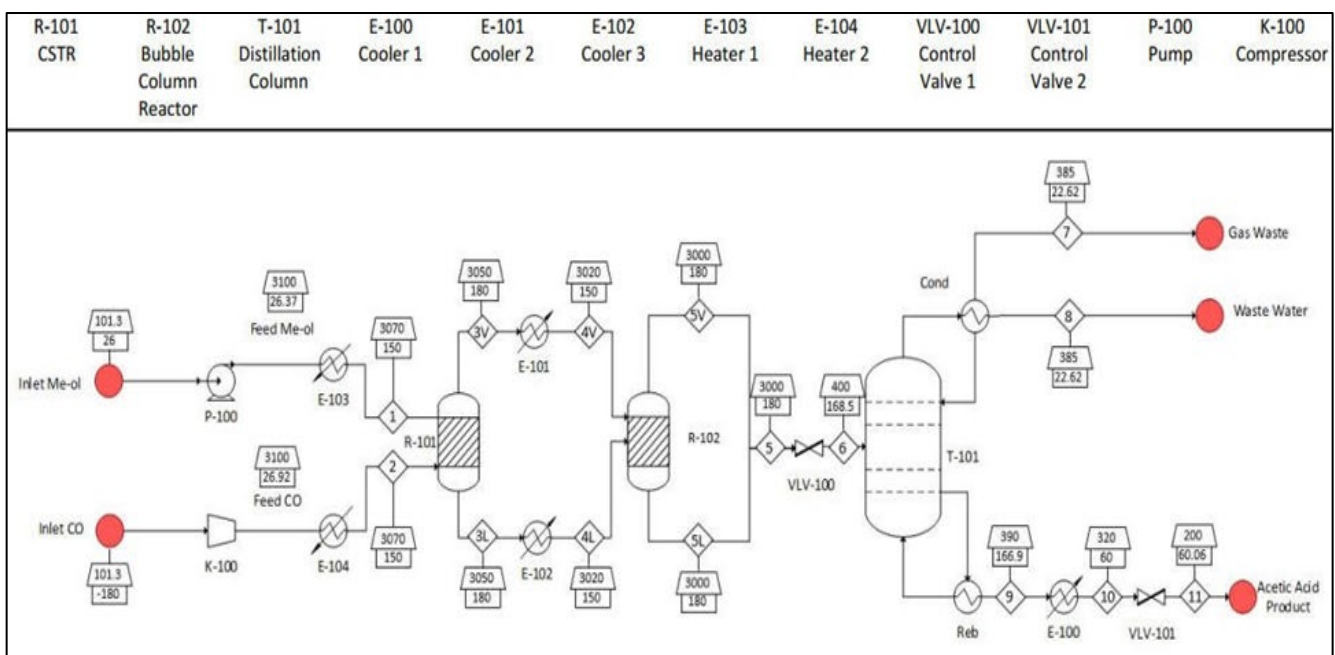 R-101 R-102 T-101 E-100 E-101 E-102 E-103 E-104 VLV-100 VLV-101 P-100 K-100
CSTR Bubble Distillation Cooler 1 Cooler 2 Cooler 3 Heater 1 Heater 2 Control Control Pump Compressor
Column Column Valve 1 Valve 2
Reactor
385
22.62
7
Gas Waste
3050
180
3020
150
3000
180
3100
26.37
Feed Me-ol
101.3
26
3070
150
3V
4V
5V
E-101
Cond
8
Waste Water
385
22.62
Inlet Me-ol
P-100
E-103
1
3000
180
400
168.5
R-101
R-102
5
6
VLV-100
T-101
3100
26.92
Feed CO
2
3070
150
Inlet CO
101.3
-180
K-100
E-104
3L
4L
5L
E-102
3050
180
3020
150
3000
180
390
166.9
320
60
200
60.06
9
10
11
Acetic Acid
Product
Reb
E-100
VLV-101